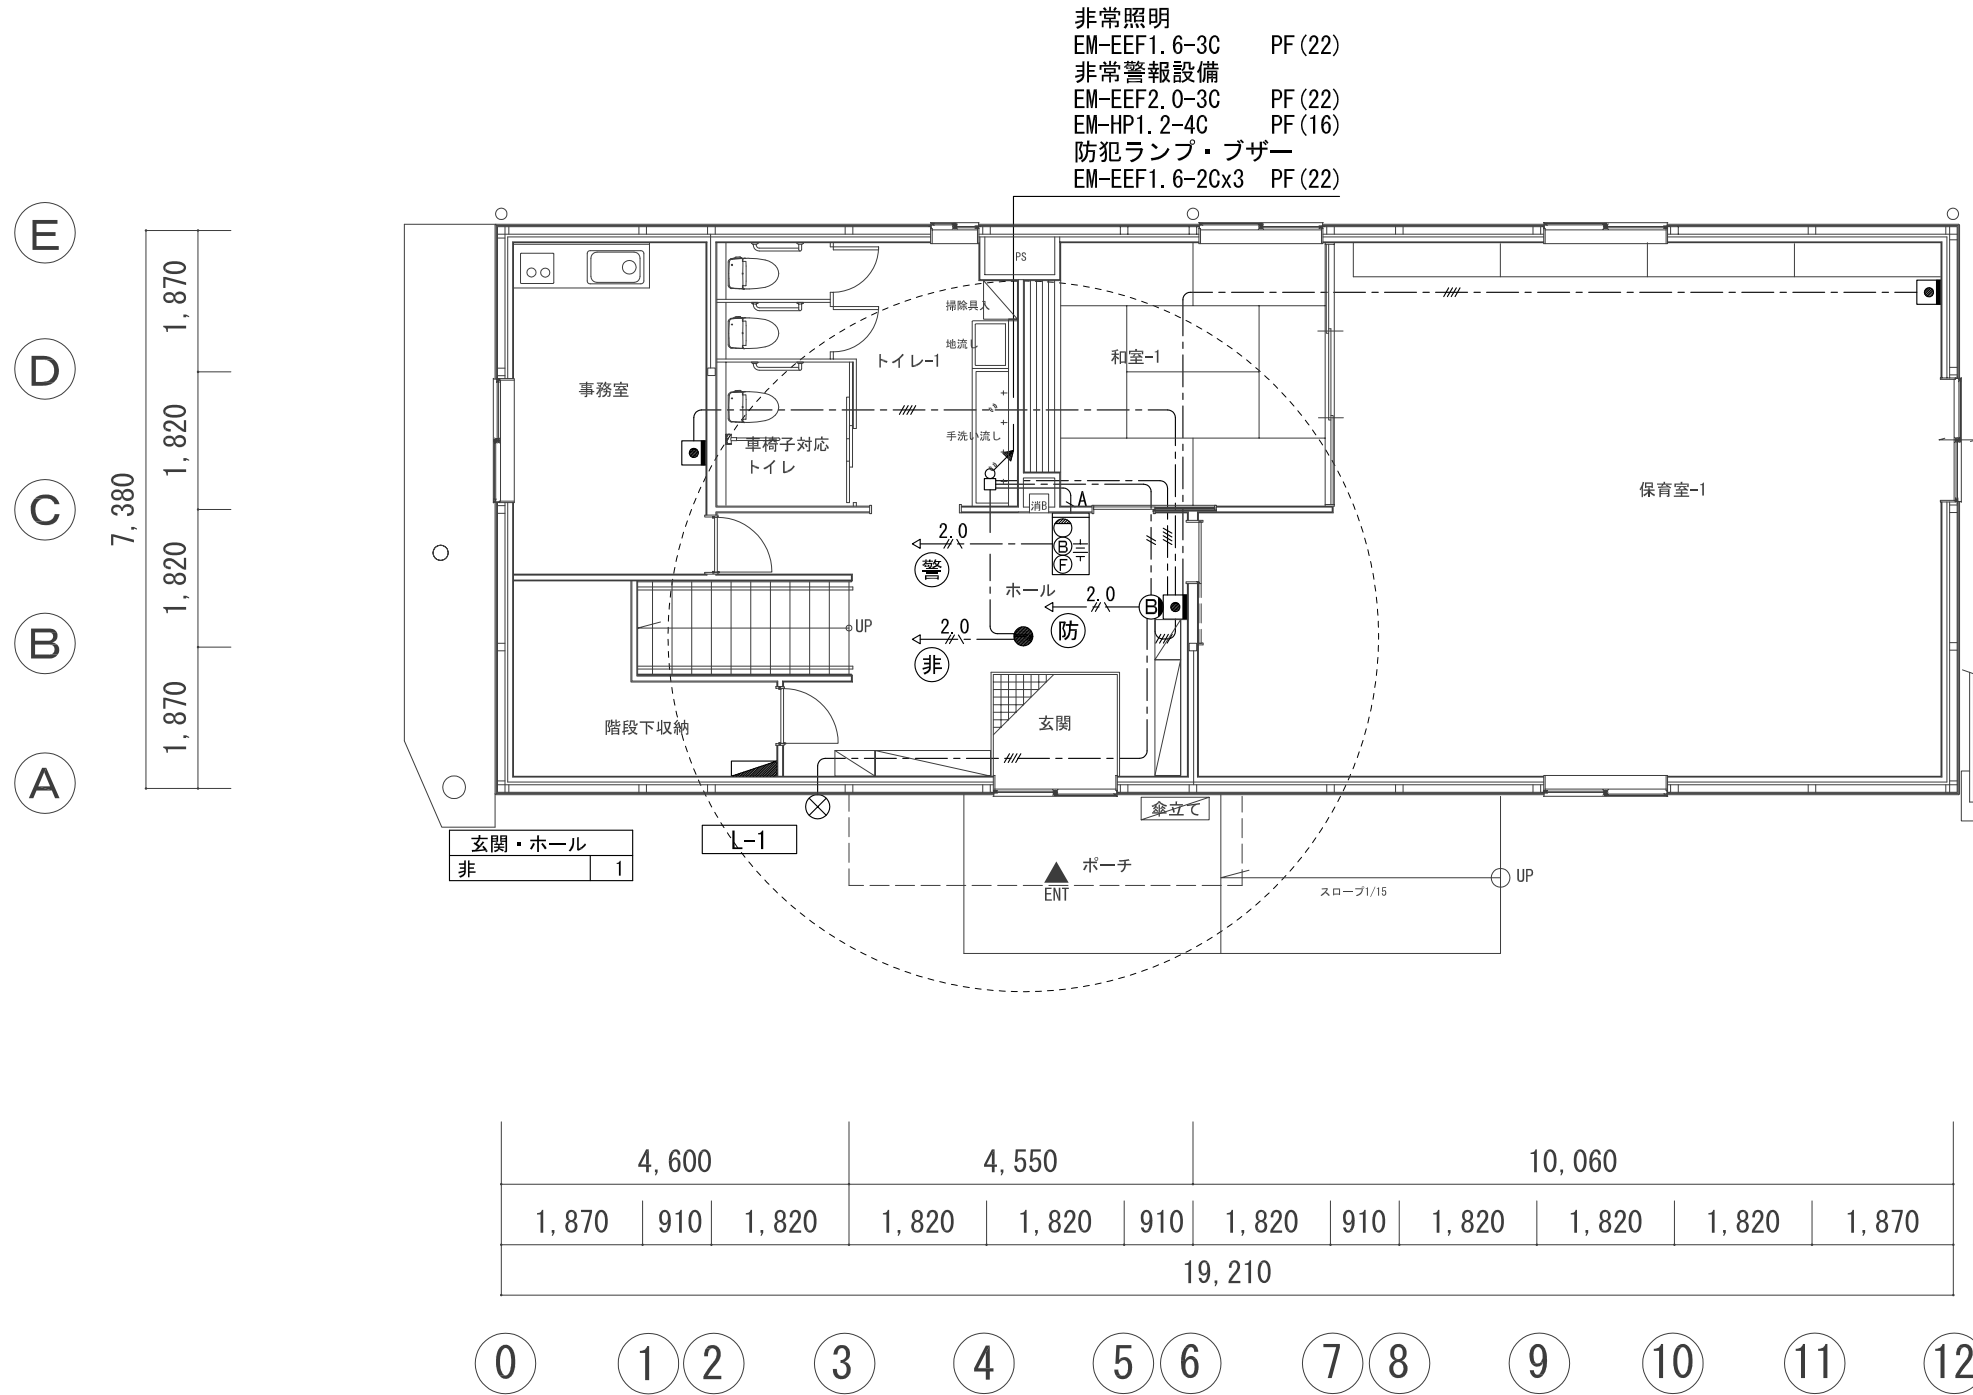 非常照明
EM-EEF1.6-3C PF(22)
非常警報設備
EM-EEF2.0-3C PF(22)
EM-HP1.2-4C PF(16)
防犯ランプ・ブザー
EM-EEF1.6-2Cx3 PF(22)
E
D
C
B
A
1,870
1,820
1,820
1,870
7,380
PS
掃除具入
地流し
トイレ-1
和室-1
事務室
手洗い流し
車椅子対応
トイレ
保育室-1
消B
A
2.0
警
B
F
ホール
2.0
B
防
2.0
非
UP
階段下収納
玄関
傘立て
玄関・ホール
非 1
L-1
ポーチ
ENT
スロープ1/15
UP
4,600 4,550 10,060
1,870 910 1,820 1,820 1,820 910 1,820 910 1,820 1,820 1,820 1,870
19,210
0 1 2 3 4 5 6 7 8 9 10 11 12